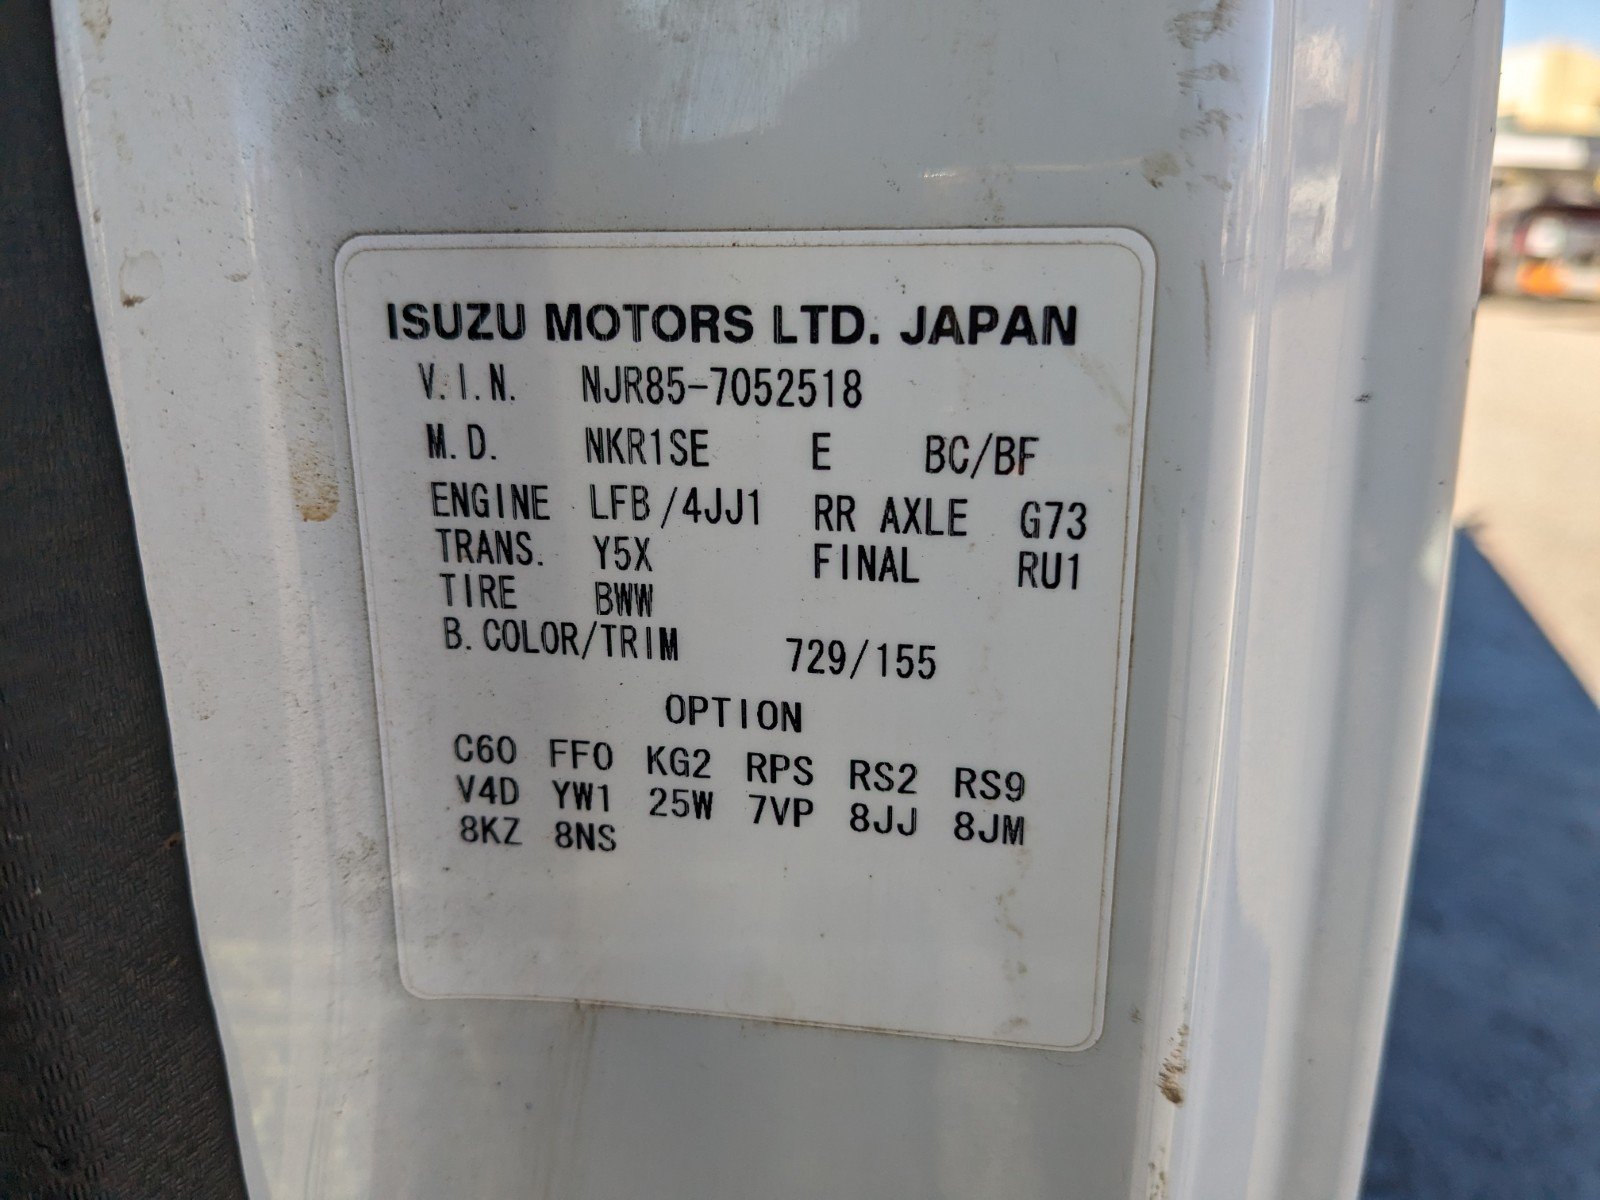 ISUZU MOTORS LTD. JAPAN
V.I.N. NJR85-7052518
M.D. NKR1SE E BC/BF
ENGINE LFB/4JJ1 RR AXLE G73
TRANS. Y5X FINAL RU1
TIRE BWW
B.COLOR/TRIM 729/155
OPTION
C60 FF0 KG2 RPS RS2 RS9
V4D YW1 25W 7VP 8JJ 8JM
8KZ 8NS